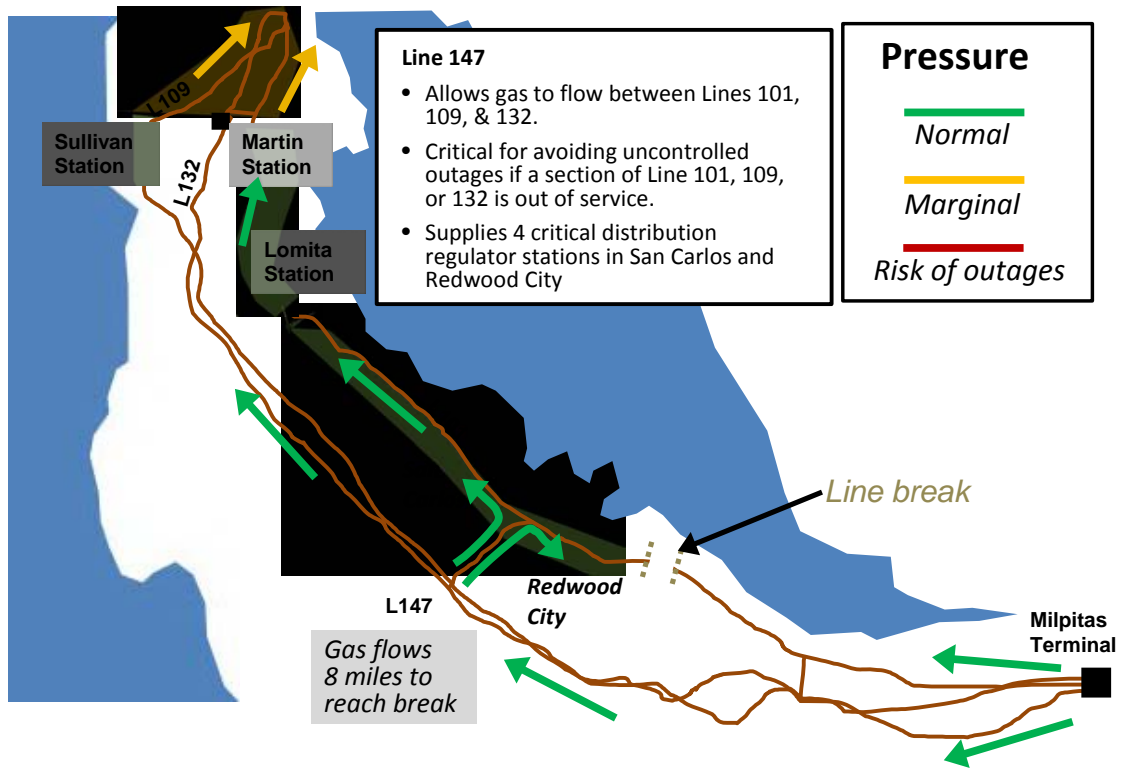 Line 147
• Allows gas to flow between Lines 101,
109, & 132.
• Critical for avoiding uncontrolled
outages if a section of Line 101, 109,
or 132 is out of service.
• Supplies 4 critical distribution
regulator stations in San Carlos and
Redwood City
Pressure
Normal
Marginal
Risk of outages
L109
Sullivan
Station
Martin
Station
L132
Lomita
Station
Line break
Redwood
City
L147
Gas flows
8 miles to
reach break
Milpitas
Terminal